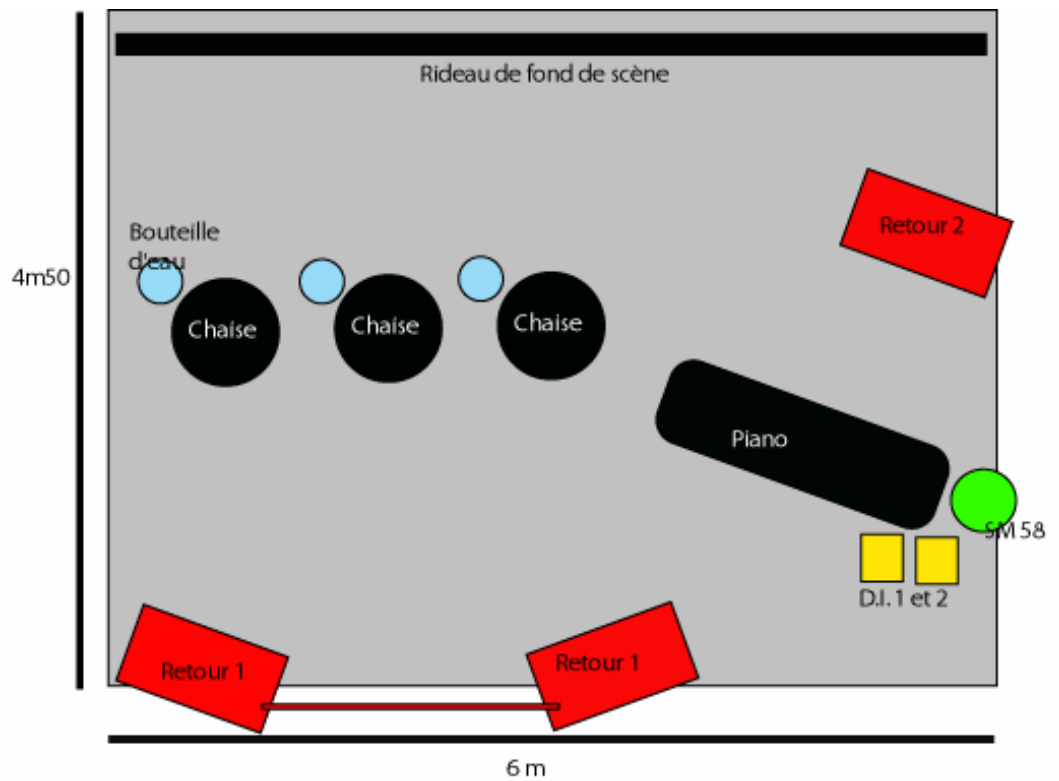 Rideau de fond de scène
Retour 2
Bouteille
d'eau
4m50
Chaise
Chaise
Chaise
Piano
SM 58
D.I. 1 et 2
Retour 1
Retour 1
6 m